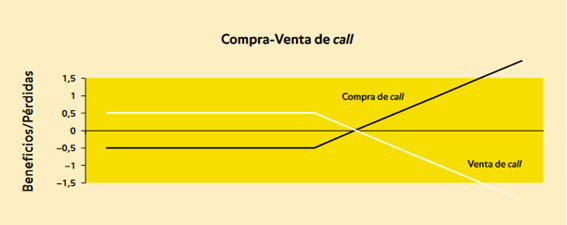 Compra-Venta de call
Beneficios/Pérdidas
1,5
1
0,5
0
–0,5
–1
–1,5
Compra de call
Venta de call